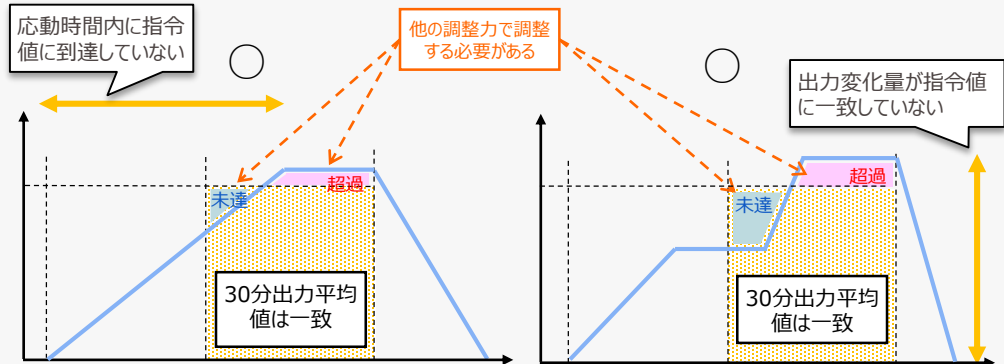 応動時間内に指令
値に到達していない
○
他の調整力で調整
する必要がある
○
出力変化量が指令値
に一致していない
未達
超過
30分出力平均
値は一致
未達
超過
30分出力平均
値は一致